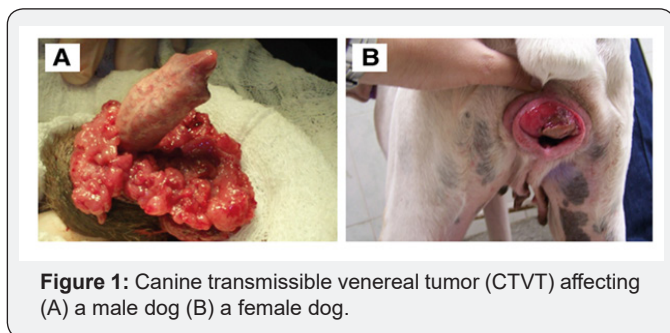 A
B
Figure 1: Canine transmissible venereal tumor (CTVT) affecting
(A) a male dog (B) a female dog.